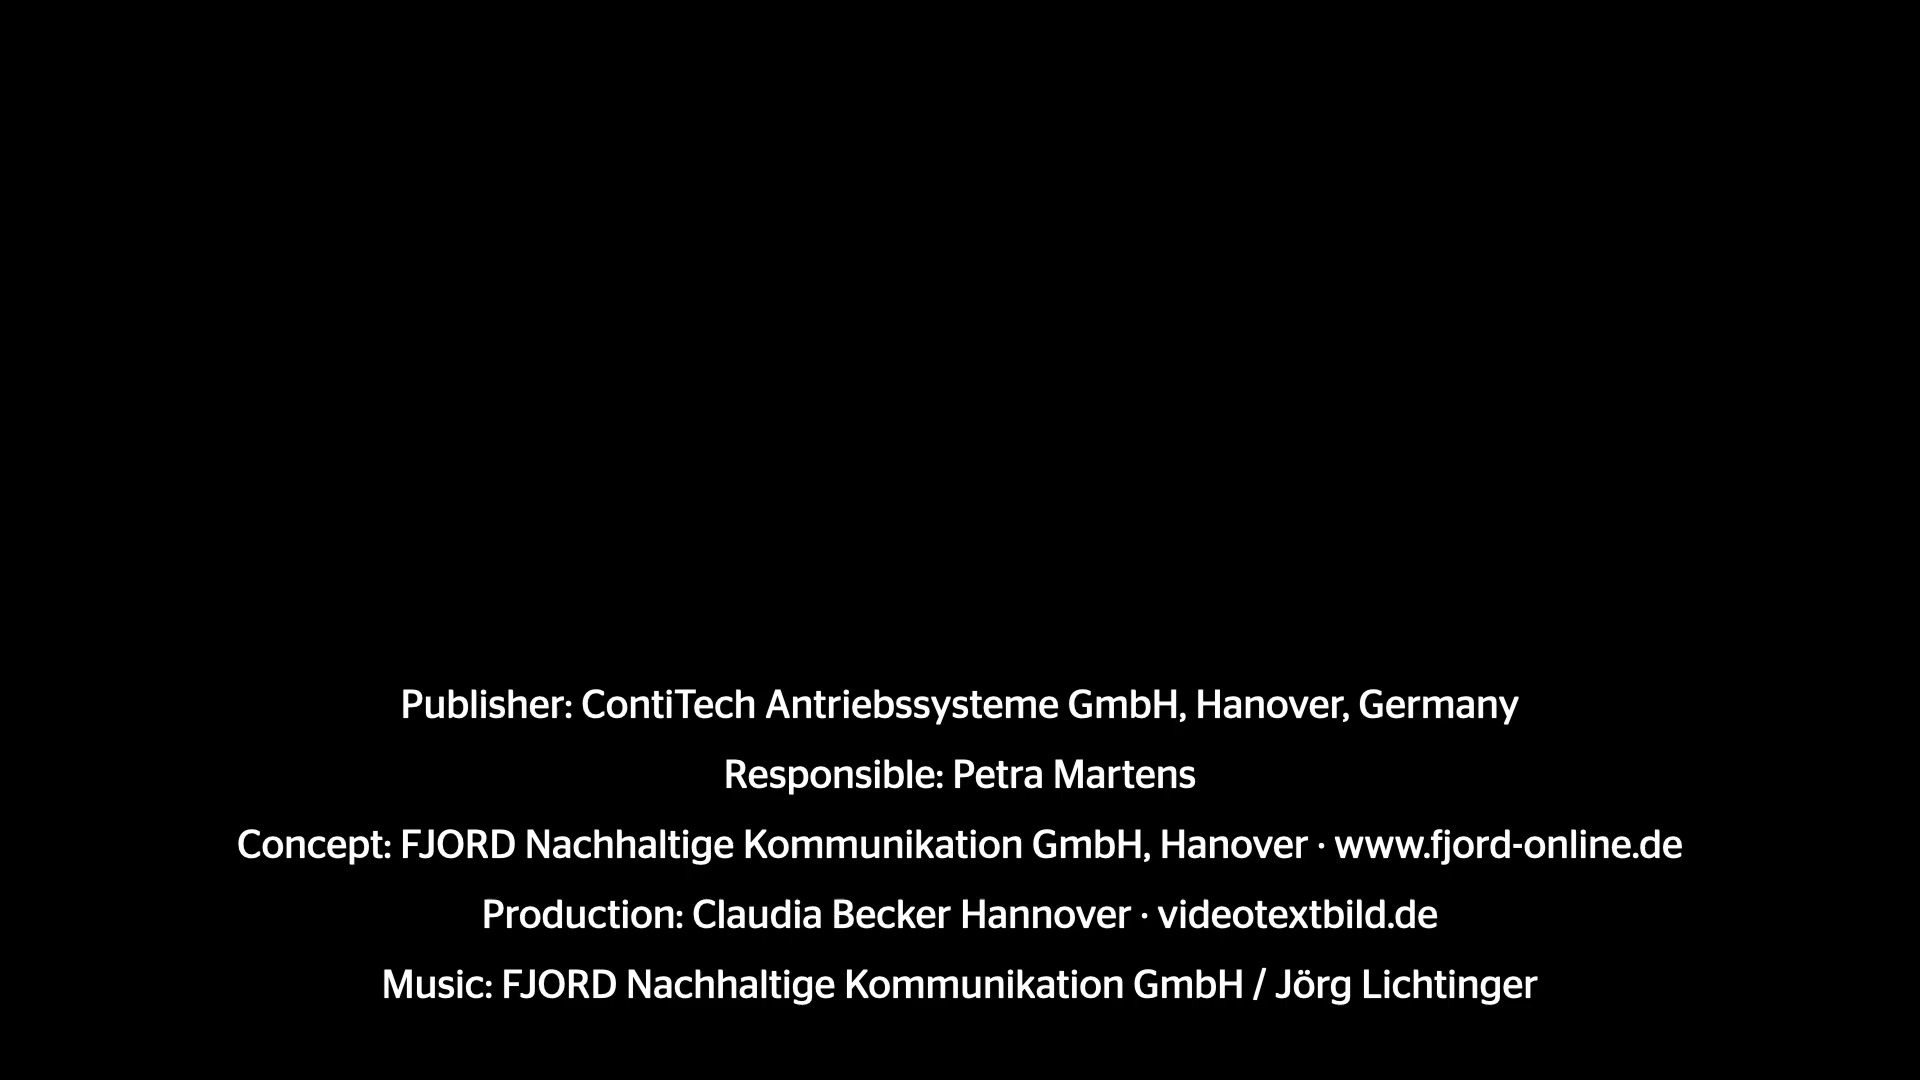 Publisher: ContiTech Antriebssysteme GmbH, Hanover, Germany
Responsible: Petra Martens
Concept: FJORD Nachhaltige Kommunikation GmbH, Hanover · www.fjord-online.de
Production: Claudia Becker Hannover · videotextbild.de
Music: FJORD Nachhaltige Kommunikation GmbH / Jörg Lichtinger